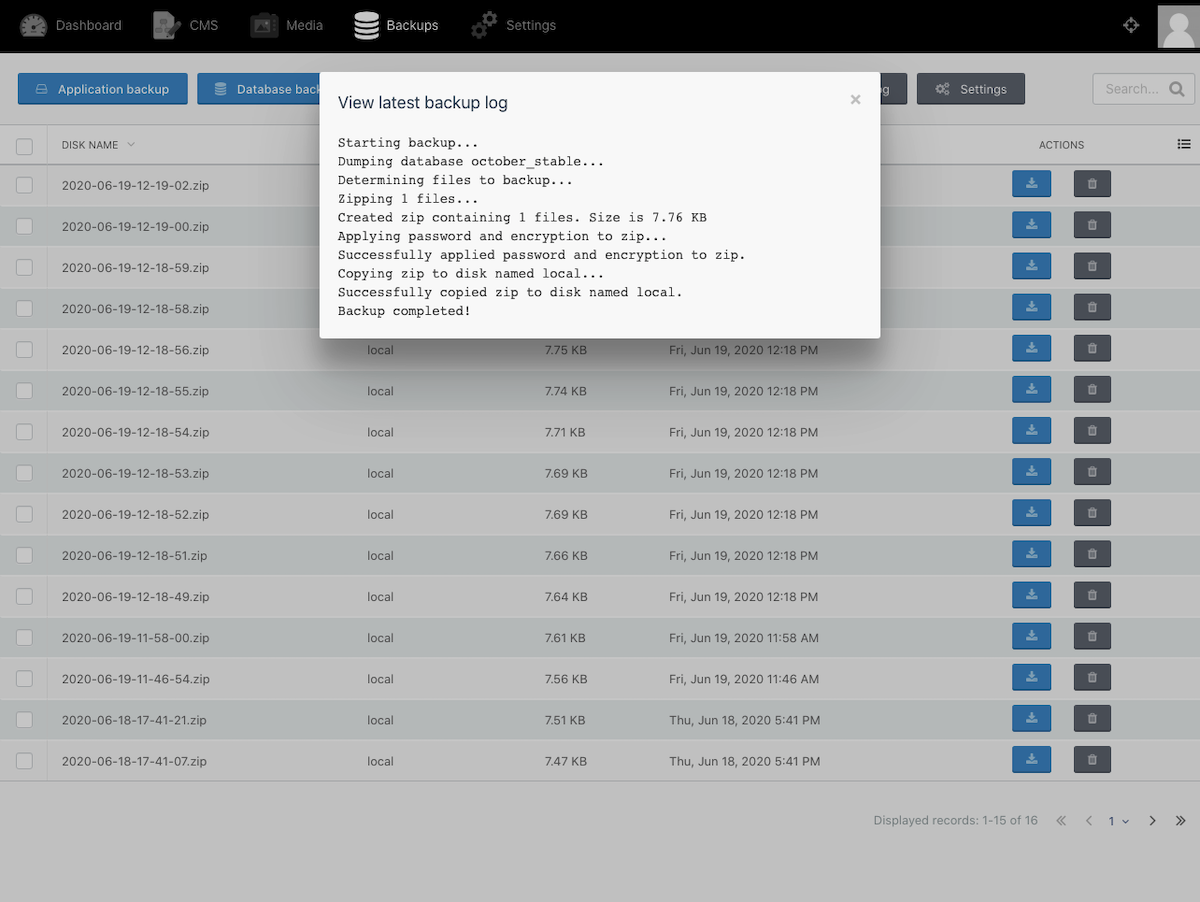 Dashboard CMS Media Backups Settings
Application backup Database back og Settings Search...
View latest backup log
Starting backup...
Dumping database october_stable...
Determining files to backup...
Zipping 1 files...
Created zip containing 1 files. Size is 7.76 KB
Applying password and encryption to zip...
Successfully applied password and encryption to zip.
Copying zip to disk named local...
Successfully copied zip to disk named local.
Backup completed!
DISK NAME ACTIONS
2020-06-19-12-19-02.zip
2020-06-19-12-19-00.zip
2020-06-19-12-18-59.zip
2020-06-19-12-18-58.zip
2020-06-19-12-18-56.zip local 7.75 KB Fri, Jun 19, 2020 12:18 PM
2020-06-19-12-18-55.zip local 7.74 KB Fri, Jun 19, 2020 12:18 PM
2020-06-19-12-18-54.zip local 7.71 KB Fri, Jun 19, 2020 12:18 PM
2020-06-19-12-18-53.zip local 7.69 KB Fri, Jun 19, 2020 12:18 PM
2020-06-19-12-18-52.zip local 7.69 KB Fri, Jun 19, 2020 12:18 PM
2020-06-19-12-18-51.zip local 7.66 KB Fri, Jun 19, 2020 12:18 PM
2020-06-19-12-18-49.zip local 7.64 KB Fri, Jun 19, 2020 12:18 PM
2020-06-19-11-58-00.zip local 7.61 KB Fri, Jun 19, 2020 11:58 AM
2020-06-19-11-46-54.zip local 7.56 KB Fri, Jun 19, 2020 11:46 AM
2020-06-18-17-41-21.zip local 7.51 KB Thu, Jun 18, 2020 5:41 PM
2020-06-18-17-41-07.zip local 7.47 KB Thu, Jun 18, 2020 5:41 PM
Displayed records: 1-15 of 16 1